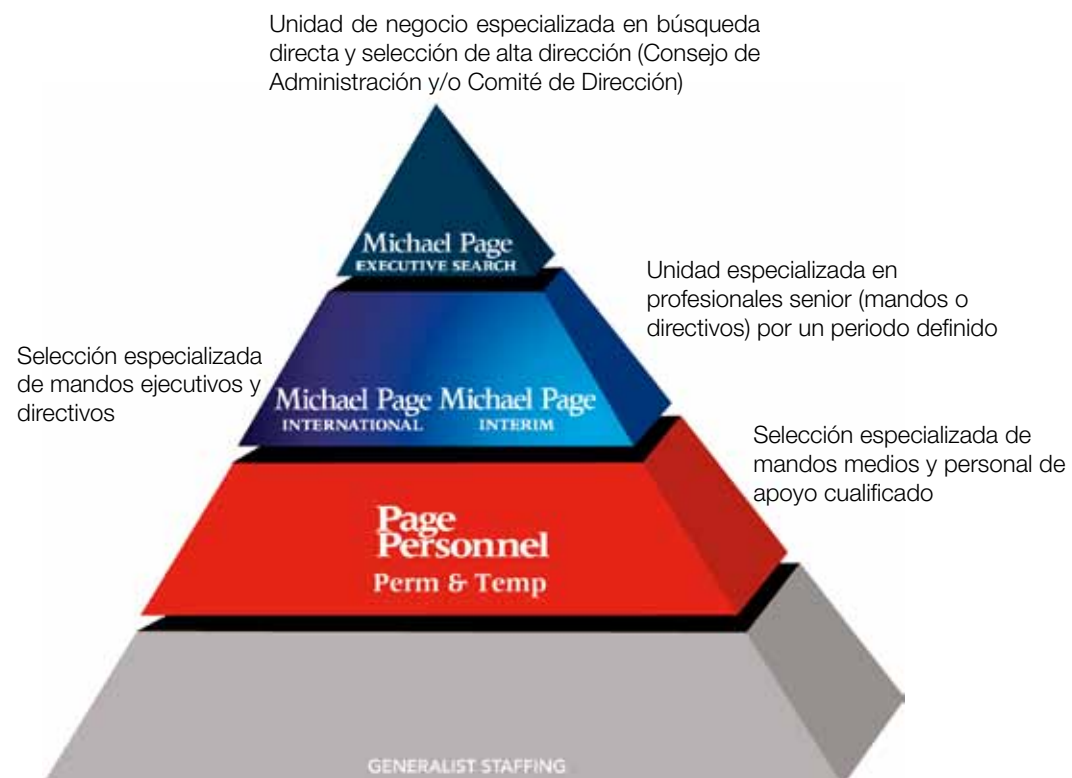 Unidad de negocio especializada en búsqueda
directa y selección de alta dirección (Consejo de
Administración y/o Comité de Dirección)
Michael Page
EXECUTIVE SEARCH
Unidad especializada en
profesionales senior (mandos o
directivos) por un periodo definido
Selección especializada
de mandos ejecutivos y
directivos
Michael Page Michael Page
INTERNATIONAL INTERIM
Selección especializada de
mandos medios y personal de
apoyo cualificado
Page
Personnel
Perm & Temp
GENERALIST STAFFING